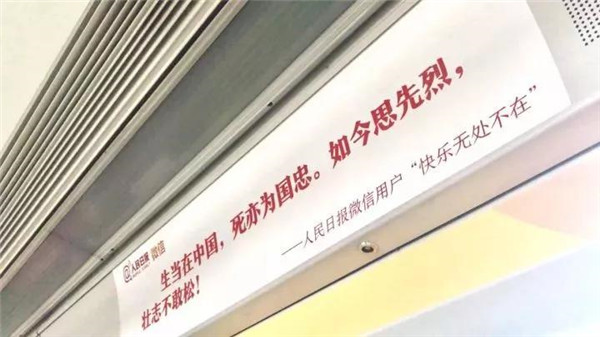 人民日报 微信
生当在中国，死亦为国忠。如今思先烈，
壮志不敢松！
——人民日报微信用户“快乐无处不在”